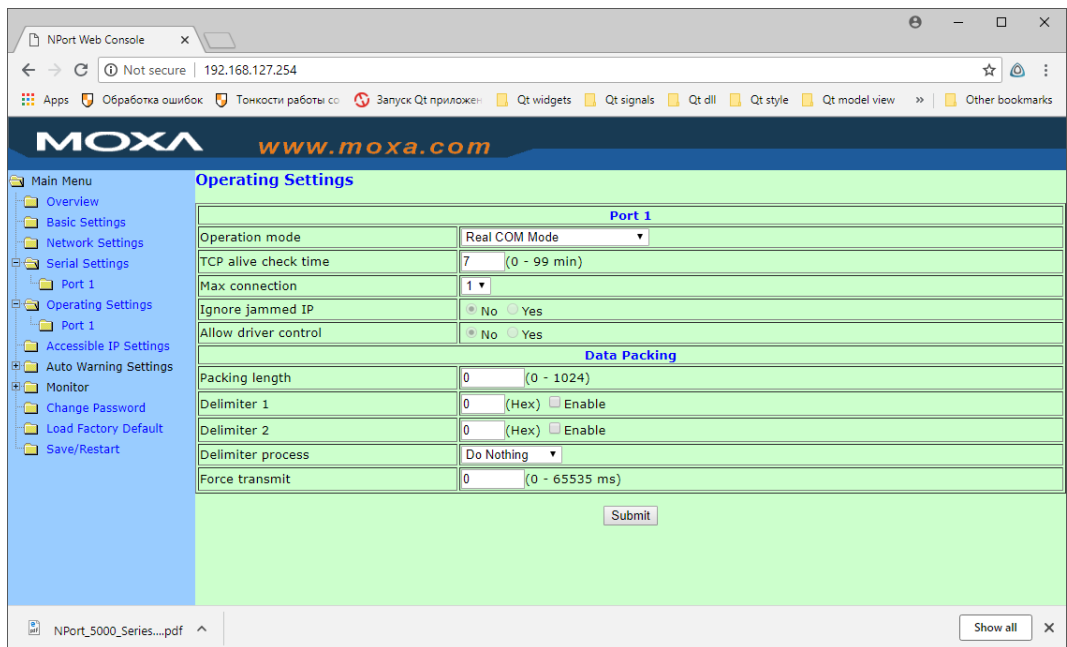 NPort Web Console
Not secure 192.168.127.254
Apps Обработка ошибок Тонкости работы со Запуск Qt приложен Qt widgets Qt signals Qt dll Qt style Qt model view » Other bookmarks
MOXA www.moxa.com
Main Menu
Overview
Basic Settings
Network Settings
Serial Settings
Port 1
Operating Settings
Port 1
Accessible IP Settings
Auto Warning Settings
Monitor
Change Password
Load Factory Default
Save/Restart
Operating Settings
Port 1
Operation mode Real COM Mode
TCP alive check time 7 (0 - 99 min)
Max connection 1
Ignore jammed IP No Yes
Allow driver control No Yes
Data Packing
Packing length 0 (0 - 1024)
Delimiter 1 0 (Hex) Enable
Delimiter 2 0 (Hex) Enable
Delimiter process Do Nothing
Force transmit 0 (0 - 65535 ms)
Submit
NPort_5000_Series....pdf Show all